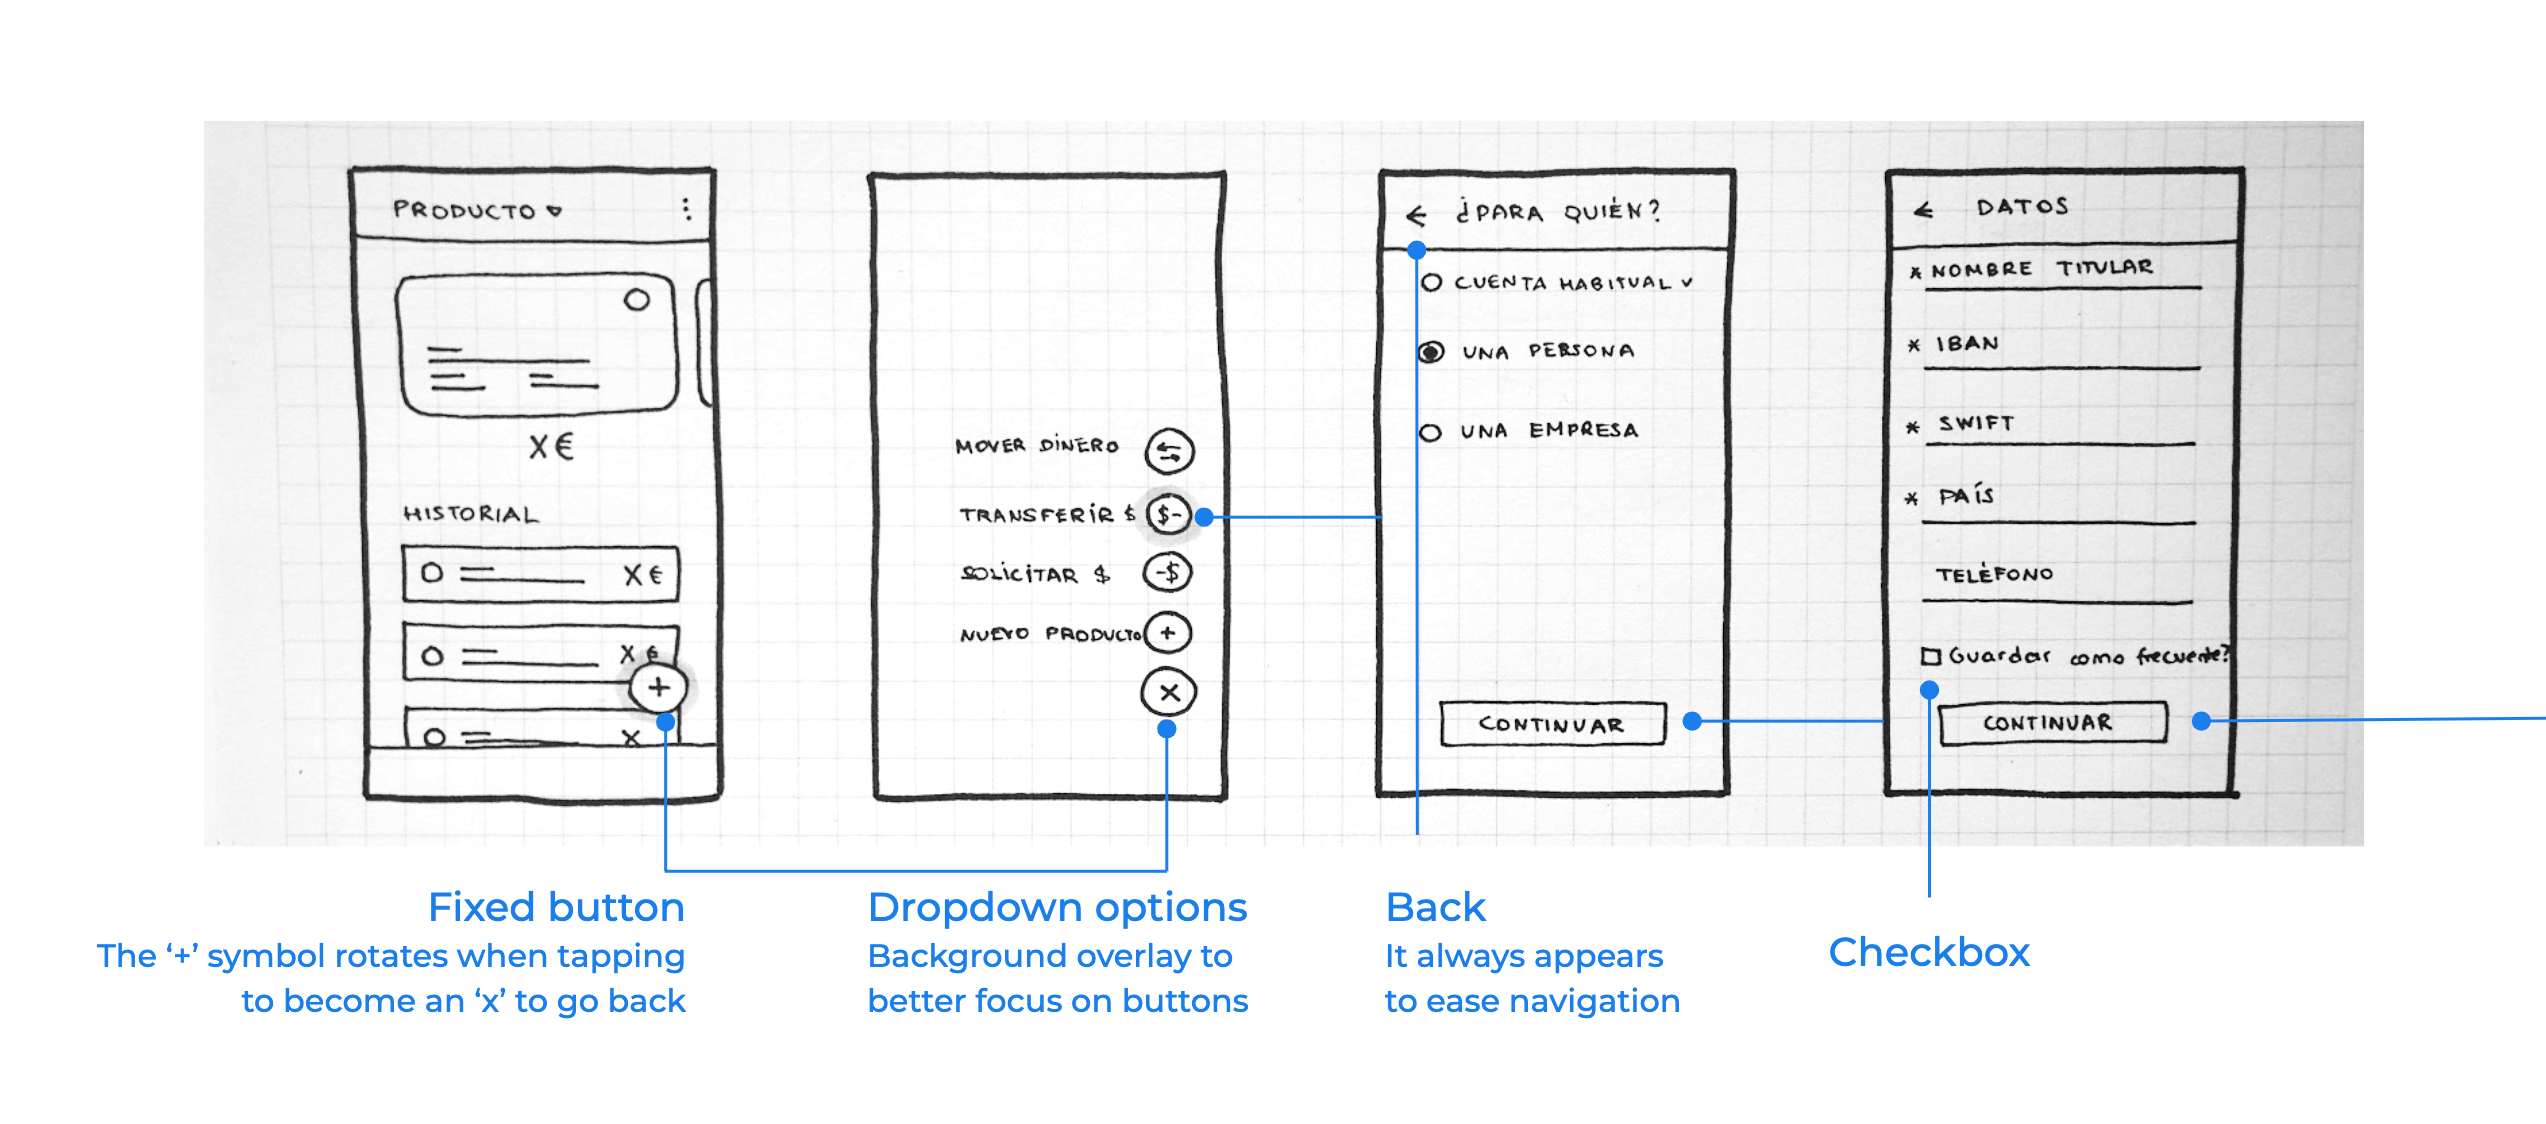 PRODUCTO
X€
HISTORIAL
X€
X €
X
+
MOVER DINERO
TRANSFERIR $ $-
SOLICITAR $ -$
NUEVO PRODUCTO +
X
¿PARA QUIÉN?
CUENTA HABITUAL
UNA PERSONA
UNA EMPRESA
CONTINUAR
DATOS
* NOMBRE TITULAR
* IBAN
* SWIFT
* PAÍS
TELÉFONO
Guardar como frecuente?
CONTINUAR
Fixed button
The ‘+’ symbol rotates when tapping
to become an ‘x’ to go back
Dropdown options
Background overlay to
better focus on buttons
Back
It always appears
to ease navigation
Checkbox